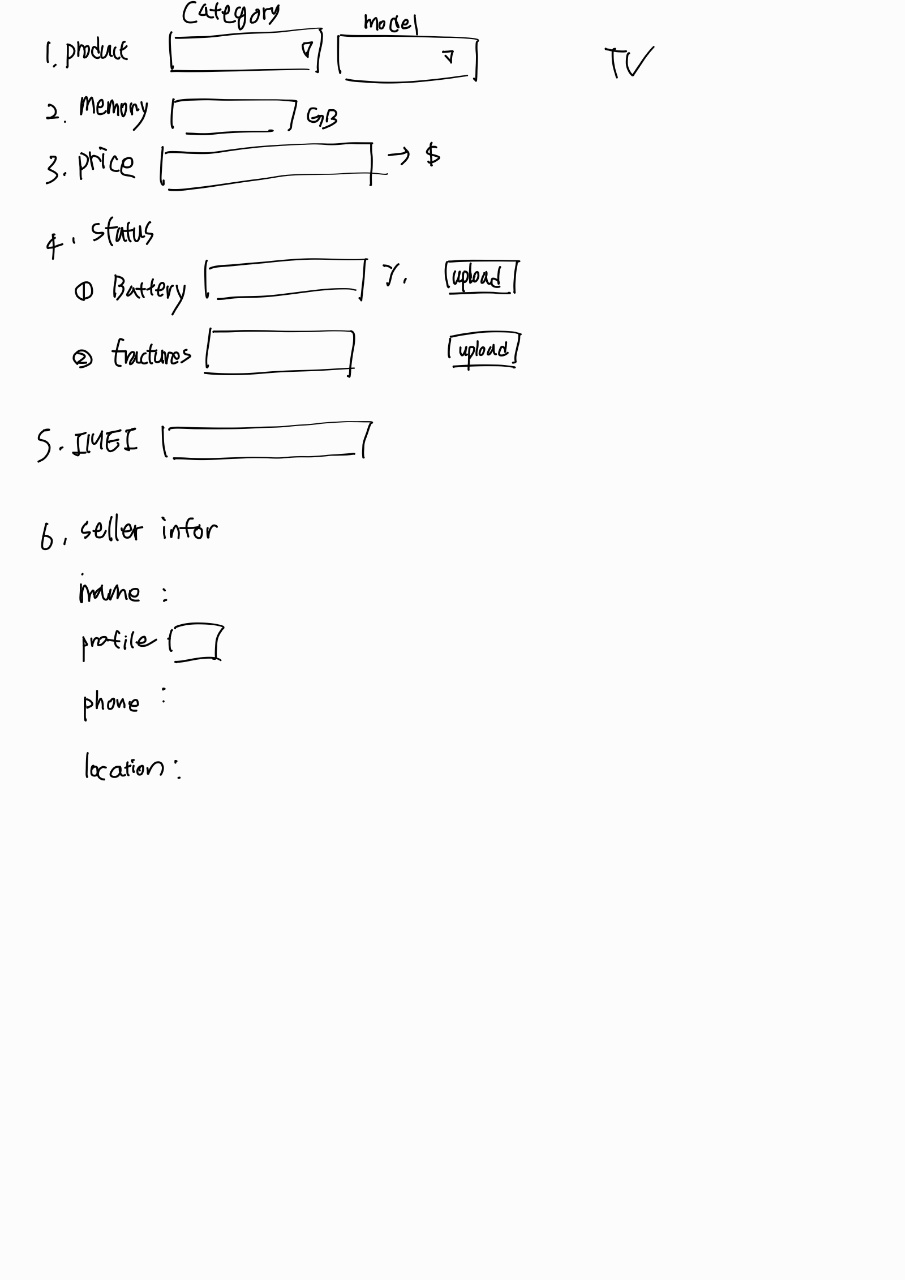 Category model
1. product TV
2. Memory GB
3. price → $
4. status
① Battery %. upload
② fractures upload
5. IMEI
6. seller infor
name :
profile
phone :
location :